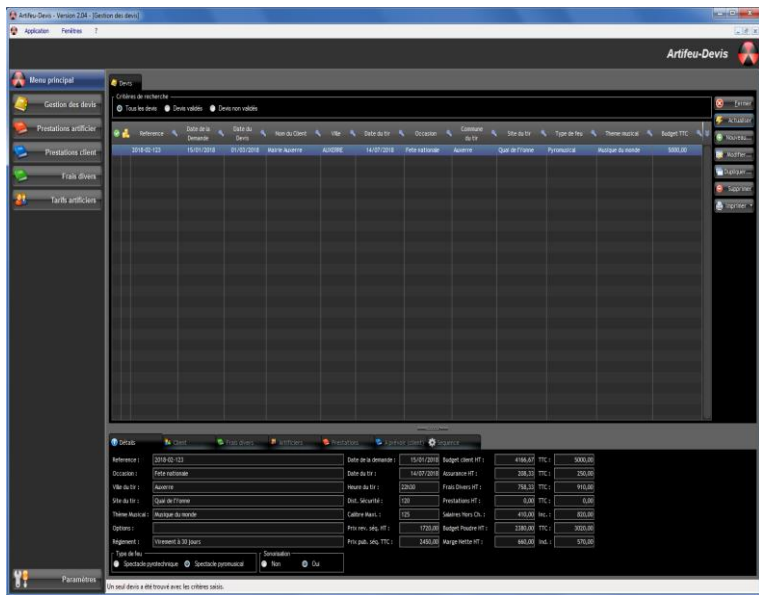 Artifeu-Devis - Version 2.04 - [Gestion des devis]
Application Fenêtres ?
Artifeu-Devis
Menu principal
Gestion des devis
Prestations artificier
Prestations client
Frais divers
Tarifs artificiers
Paramètres
Devis
Critères de recherche
Tous les devis Devis validés Devis non validés
Reference Date de la Demande Date du Devis Nom du Client Ville Date du tir Occasion Commune du tir Site du tir Type de feu Theme musical Budget TTC
2018-02-123 15/01/2018 01/03/2018 Mairie Auxerre AUXERRE 14/07/2018 Fete nationale Auxerre Quai de l'Yonne Pyromusical Musique du monde 5000,00
Fermer
Actualiser
Nouveau...
Modifier...
Dupliquer...
Supprimer
Imprimer
Détails Client Frais divers Artificiers Prestations A prévoir (client) Sequence
Reference : 2018-02-123 Date de la demande : 15/01/2018 Budget client HT : 4166,67 TTC : 5000,00
Occasion : Fete nationale Date du tir : 14/07/2018 Assurance HT : 208,33 TTC : 250,00
Ville du tir : Auxerre Heure du tir : 22h30 Frais Divers HT : 758,33 TTC : 910,00
Site du tir : Quai de l'Yonne Dist. Sécurité : 120 Prestations HT : 0,00 TTC : 0,00
Thème Musical : Musique du monde Calibre Maxi. : 125 Salaires Hors Ch. : 410,00 Inc. : 820,00
Options : Prix rev. séq. HT : 1720,00 Budget Poudre HT : 2380,00 TTC : 3020,00
Réglement : Virement à 30 jours Prix pub. séq. TTC : 2450,00 Marge Nette HT : 660,00 Ind. : 570,00
Type de feu
Spectacle pyrotechnique Spectacle pyromusical
Sonorisation
Non Oui
Un seul devis a été trouvé avec les critères saisis.